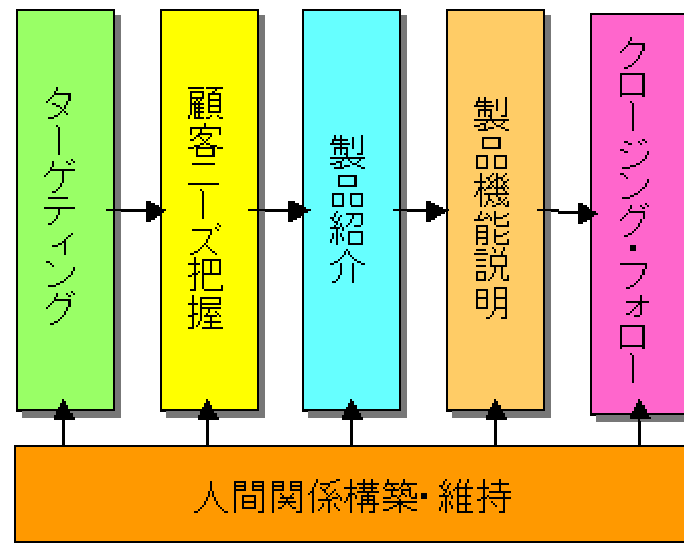 ターゲティング
顧客ニーズ把握
製品紹介
製品機能説明
クロージング・フォロー
人間関係構築・維持